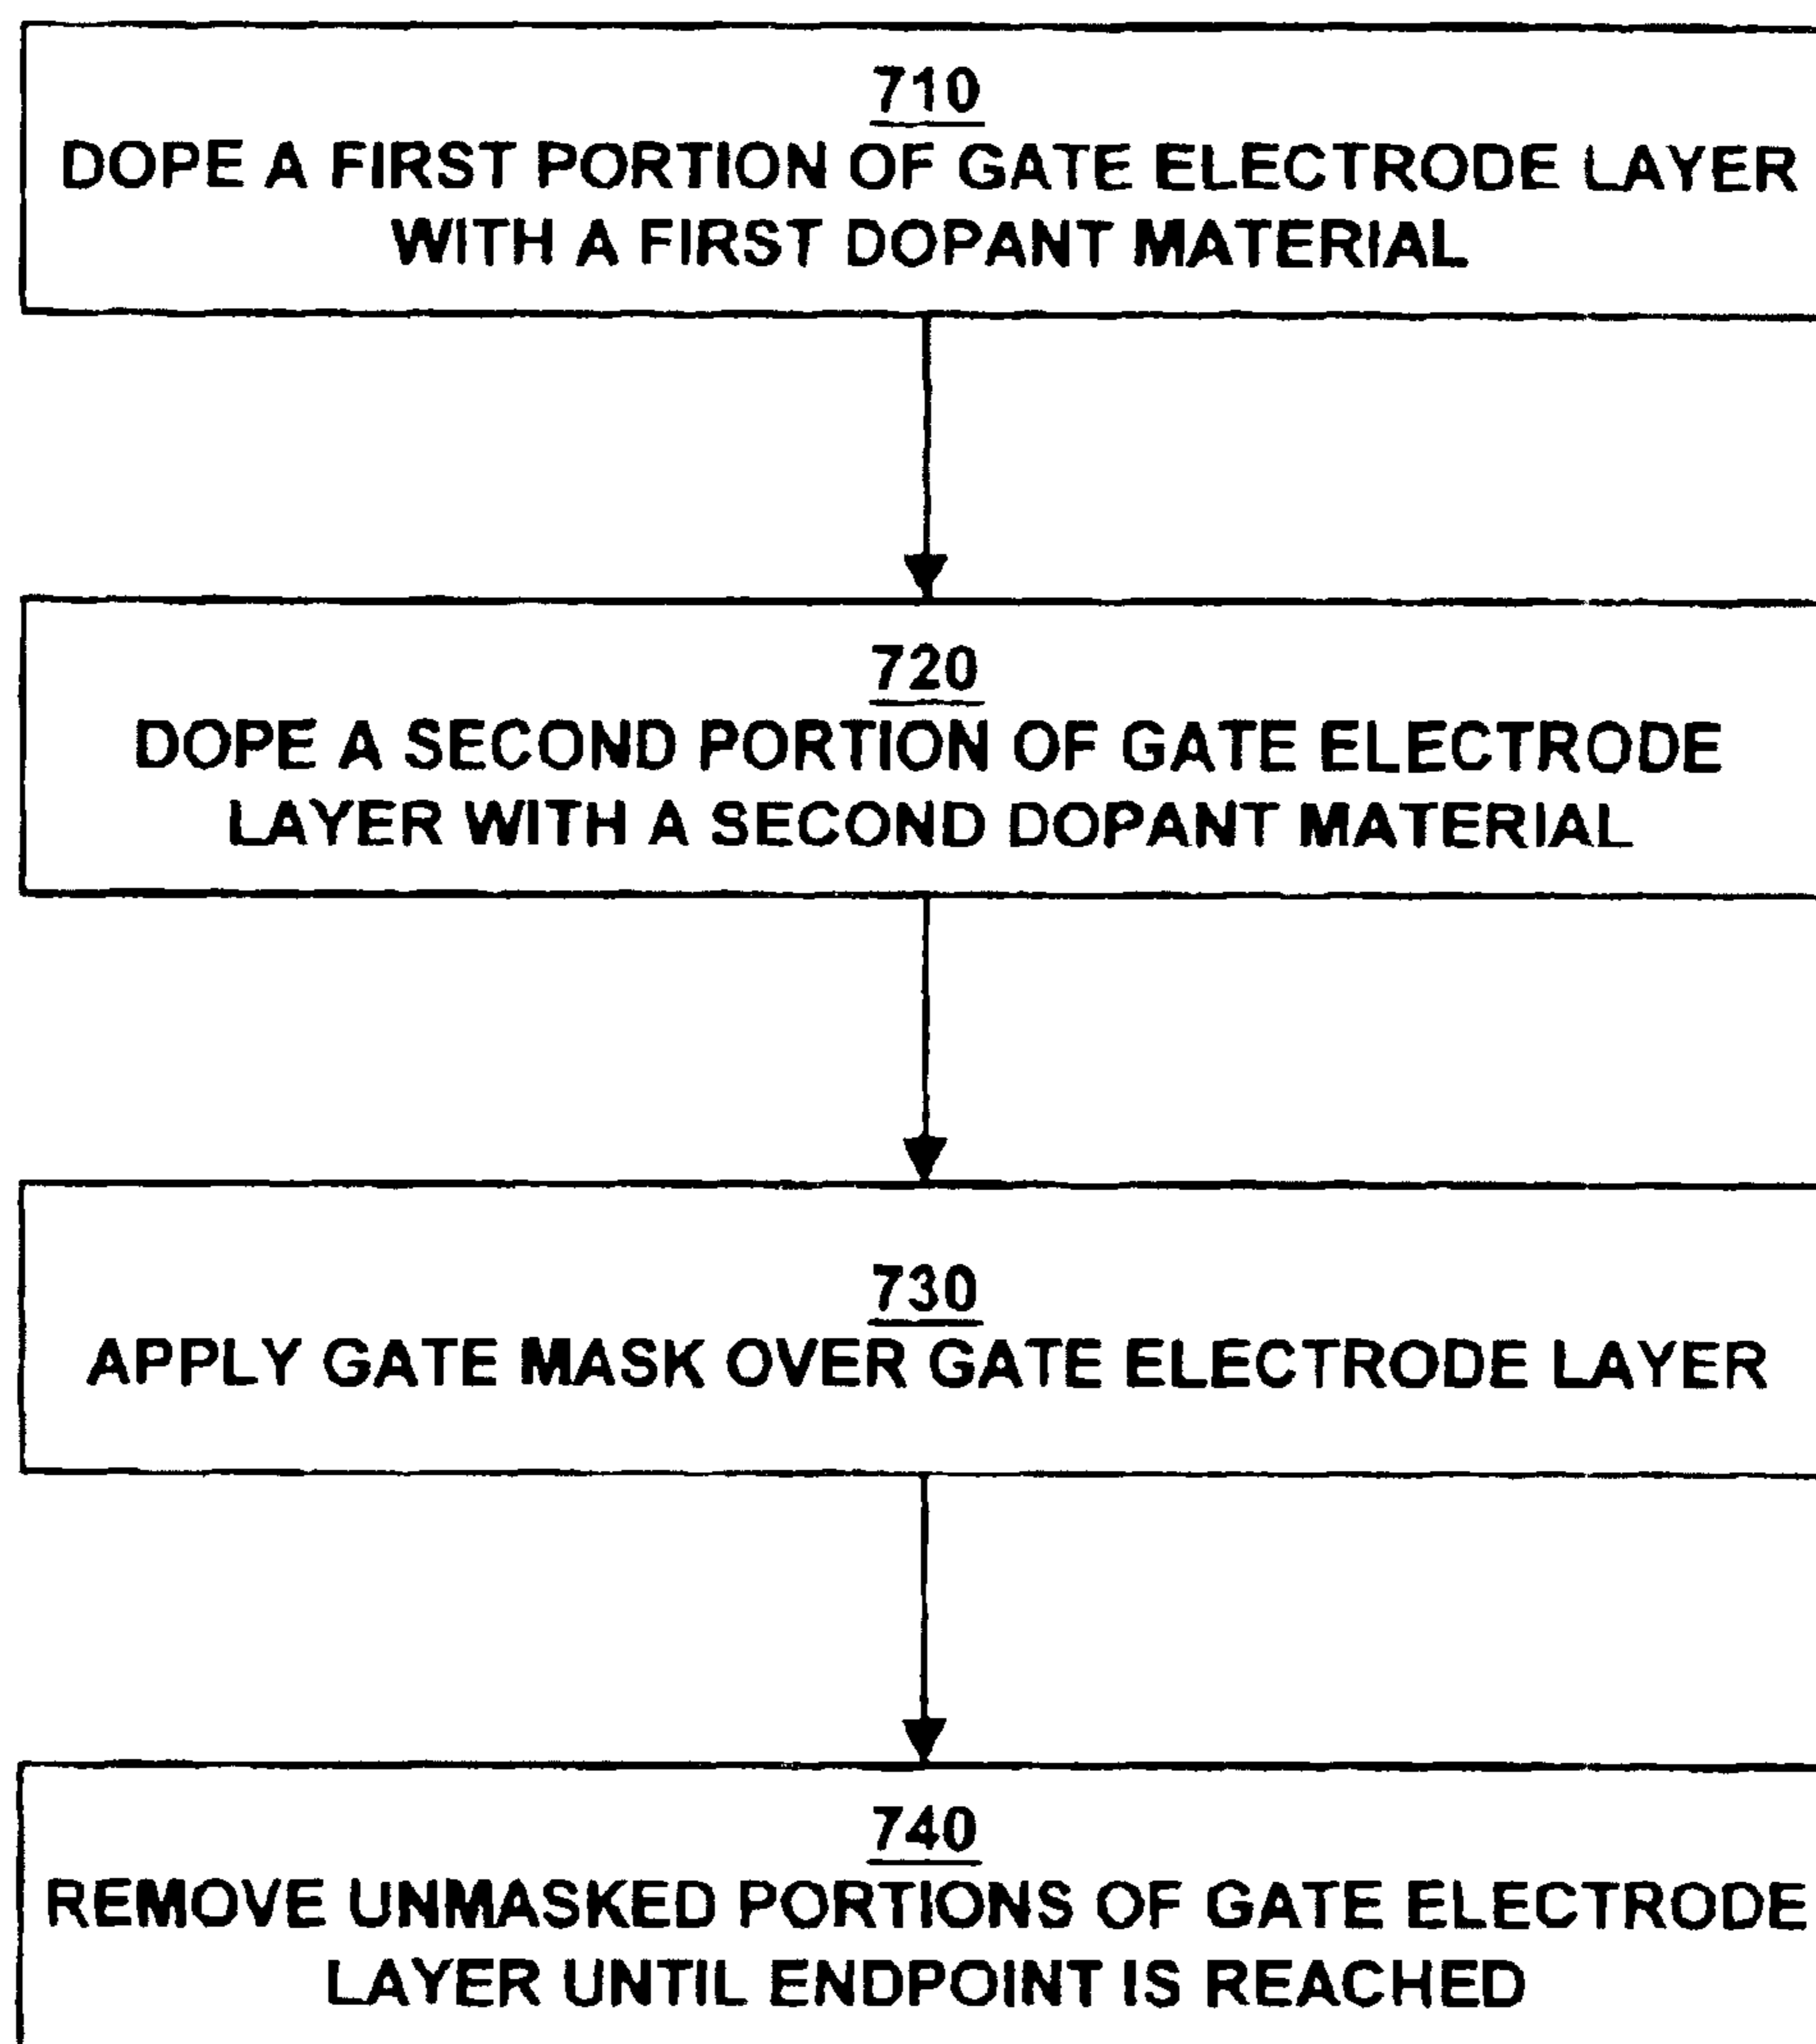 710
DOPE A FIRST PORTION OF GATE ELECTRODE LAYER
WITH A FIRST DOPANT MATERIAL
720
DOPE A SECOND PORTION OF GATE ELECTRODE
LAYER WITH A SECOND DOPANT MATERIAL
730
APPLY GATE MASK OVER GATE ELECTRODE LAYER
740
REMOVE UNMASKED PORTIONS OF GATE ELECTRODE
LAYER UNTIL ENDPOINT IS REACHED